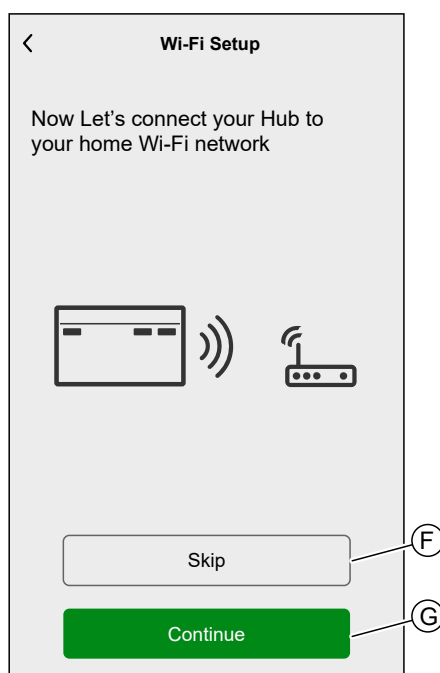 Wi-Fi Setup
Now Let's connect your Hub to
your home Wi-Fi network
Skip
F
Continue
G